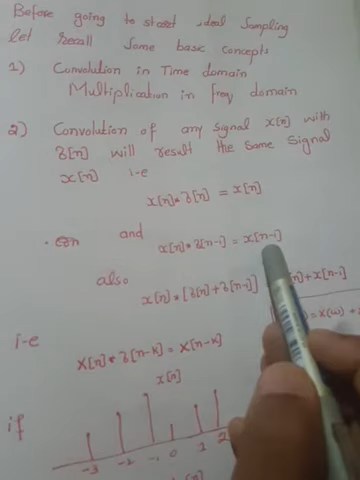 Before going to start ideal Sampling
let recall Some basic concepts
1) Convolution in Time domain
Multiplication in freq domain
2) Convolution of any signal x[n] with
δ[n] will result the same signal
x[n] i-e
x[n] * δ[n] = x[n]
and x[n] * δ[n-1] = x[n-1]
also
x[n] * [δ[n] + δ[n-1]] [n] + x[n-1]
= x(ω) +
i-e x[n] * δ[n-k] = x[n-k]
x[n]
if
-3 -2 -1 0 1 2